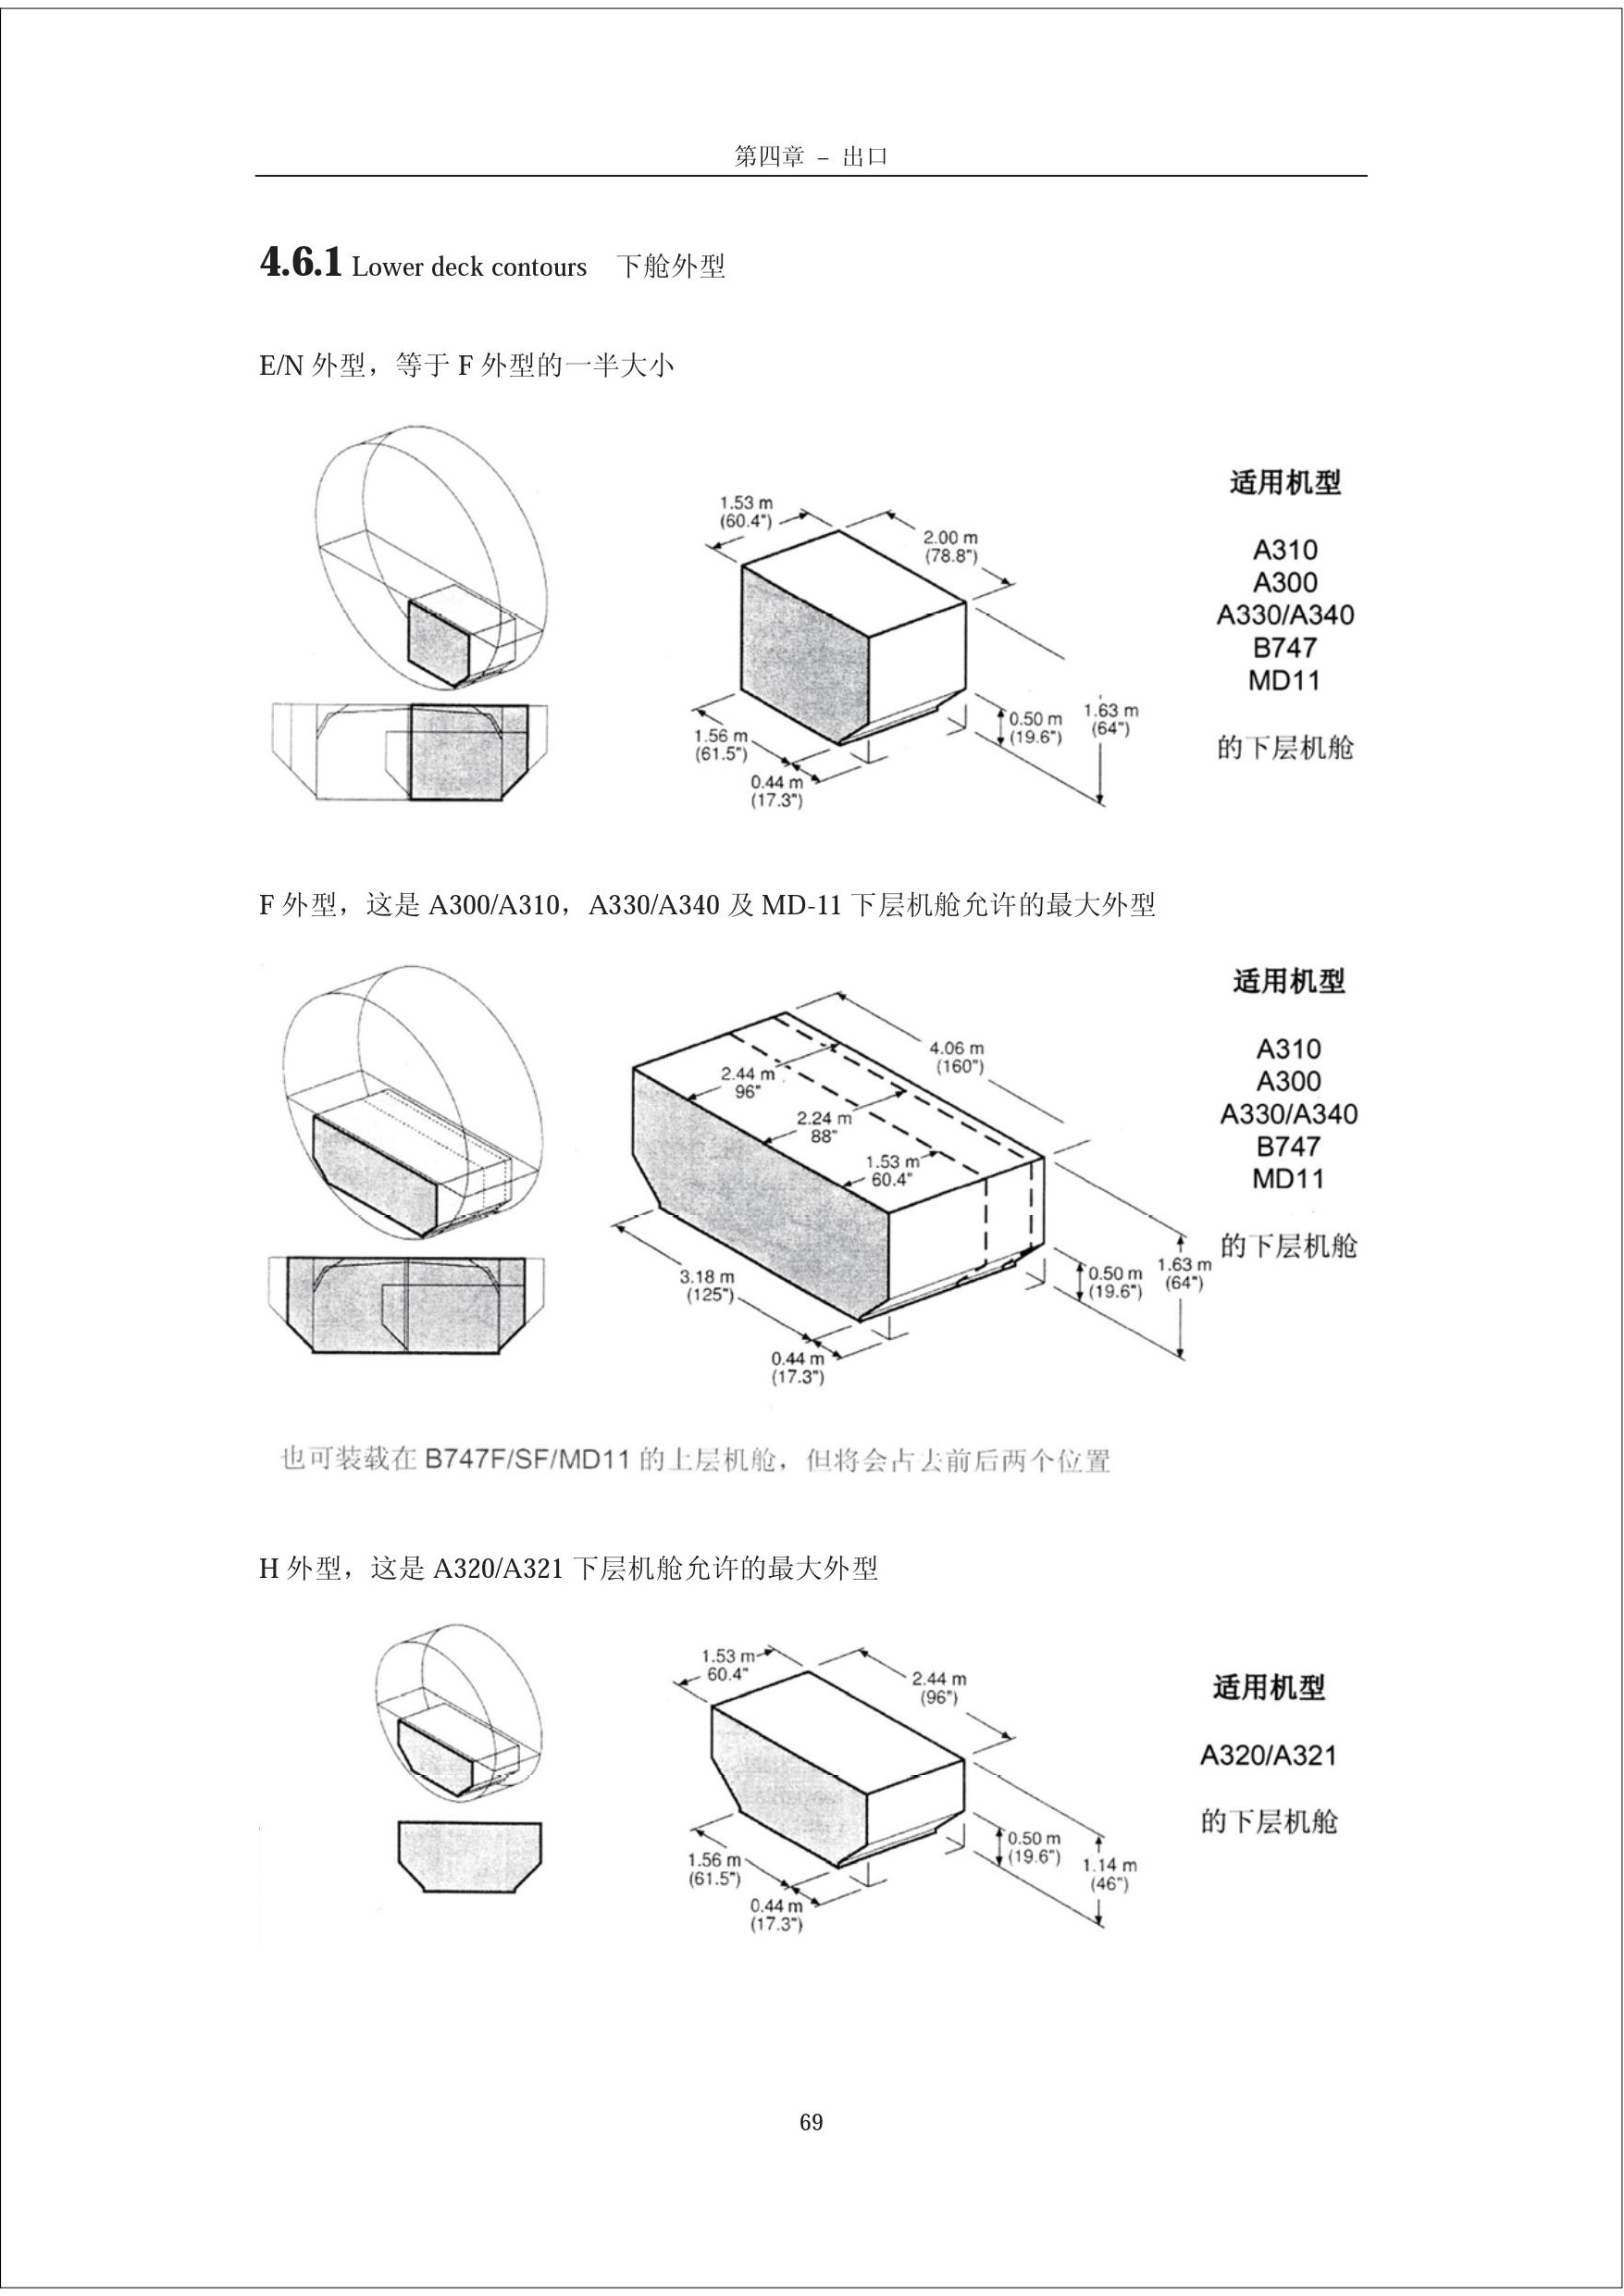 第四章 – 出口
4.6.1 Lower deck contours 下舱外型
E/N 外型，等于 F 外型的一半大小
1.53 m
(60.4")
2.00 m
(78.8")
1.56 m
(61.5")
0.44 m
(17.3")
0.50 m
(19.6")
1.63 m
(64")
适用机型
A310
A300
A330/A340
B747
MD11
的下层机舱
F 外型，这是 A300/A310，A330/A340 及 MD-11 下层机舱允许的最大外型
4.06 m
(160")
2.44 m
96"
2.24 m
88"
1.53 m
60.4"
3.18 m
(125")
0.44 m
(17.3")
0.50 m
(19.6")
1.63 m
(64")
适用机型
A310
A300
A330/A340
B747
MD11
的下层机舱
也可装载在 B747F/SF/MD11 的上层机舱，但将会占去前后两个位置
H 外型，这是 A320/A321 下层机舱允许的最大外型
1.53 m
60.4"
2.44 m
(96")
1.56 m
(61.5")
0.44 m
(17.3")
0.50 m
(19.6")
1.14 m
(46")
适用机型
A320/A321
的下层机舱
69